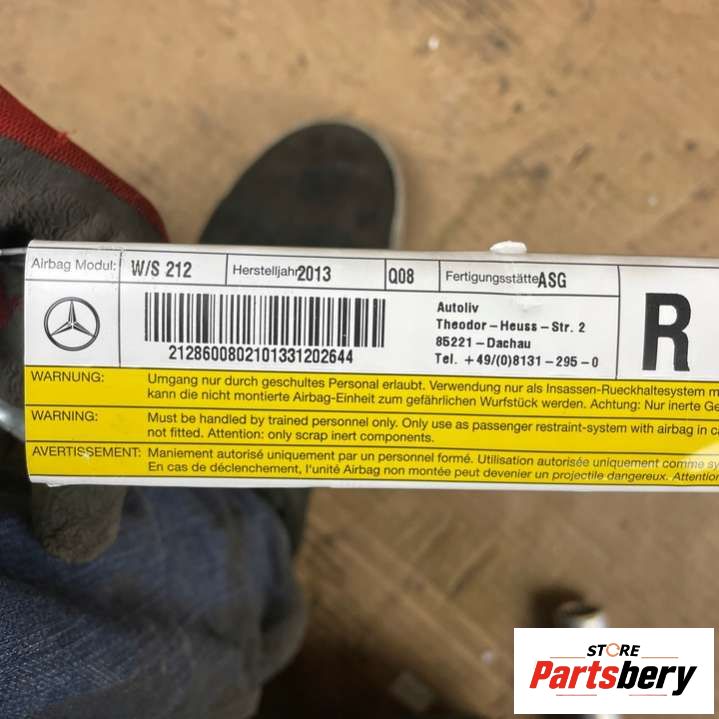 Airbag Modul: W/S 212 Herstelljahr 2013 Q08 Fertigungsstätte ASG
R
2128600802101331202644
Autoliv
Theodor-Heuss-Str. 2
85221-Dachau
Tel. +49/(0)8131-295-0
WARNUNG: Umgang nur durch geschultes Personal erlaubt. Verwendung nur als Insassen-Rueckhaltesystem
kann die nicht montierte Airbag-Einheit zum gefährlichen Wurfstück werden. Achtung: Nur inerte
WARNING: Must be handled by trained personnel only. Only use as passenger restraint-system with airbag in
not fitted. Attention: only scrap inert components.
AVERTISSEMENT: Maniement autorisé uniquement par un personnel formé. Utilisation autorisée uniquement comme
En cas de déclenchement, l'unité Airbag non montée peut devenir un projectile dangereux. Attention
STORE
Partsbery